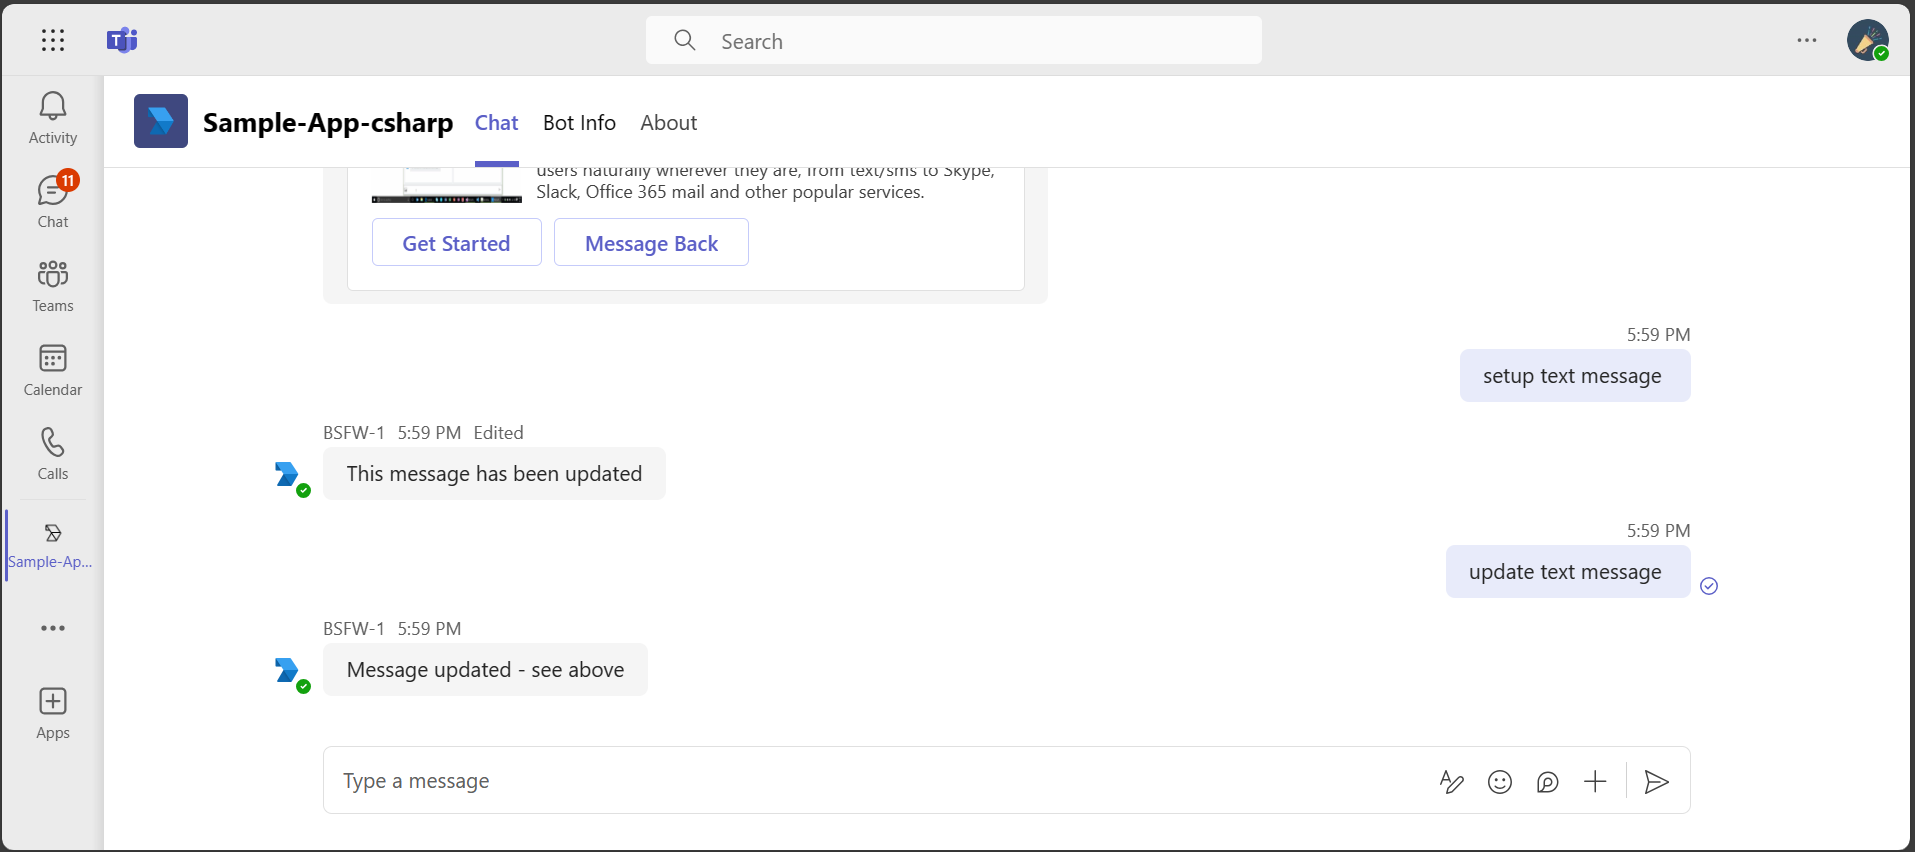 Search
Activity
11
Chat
Teams
Calendar
Calls
Sample-Ap...
Apps
Sample-App-csharp Chat Bot Info About
users naturally wherever they are, from text/sms to Skype,
Slack, Office 365 mail and other popular services.
Get Started Message Back
5:59 PM
setup text message
BSFW-1 5:59 PM Edited
This message has been updated
5:59 PM
update text message
BSFW-1 5:59 PM
Message updated - see above
Type a message